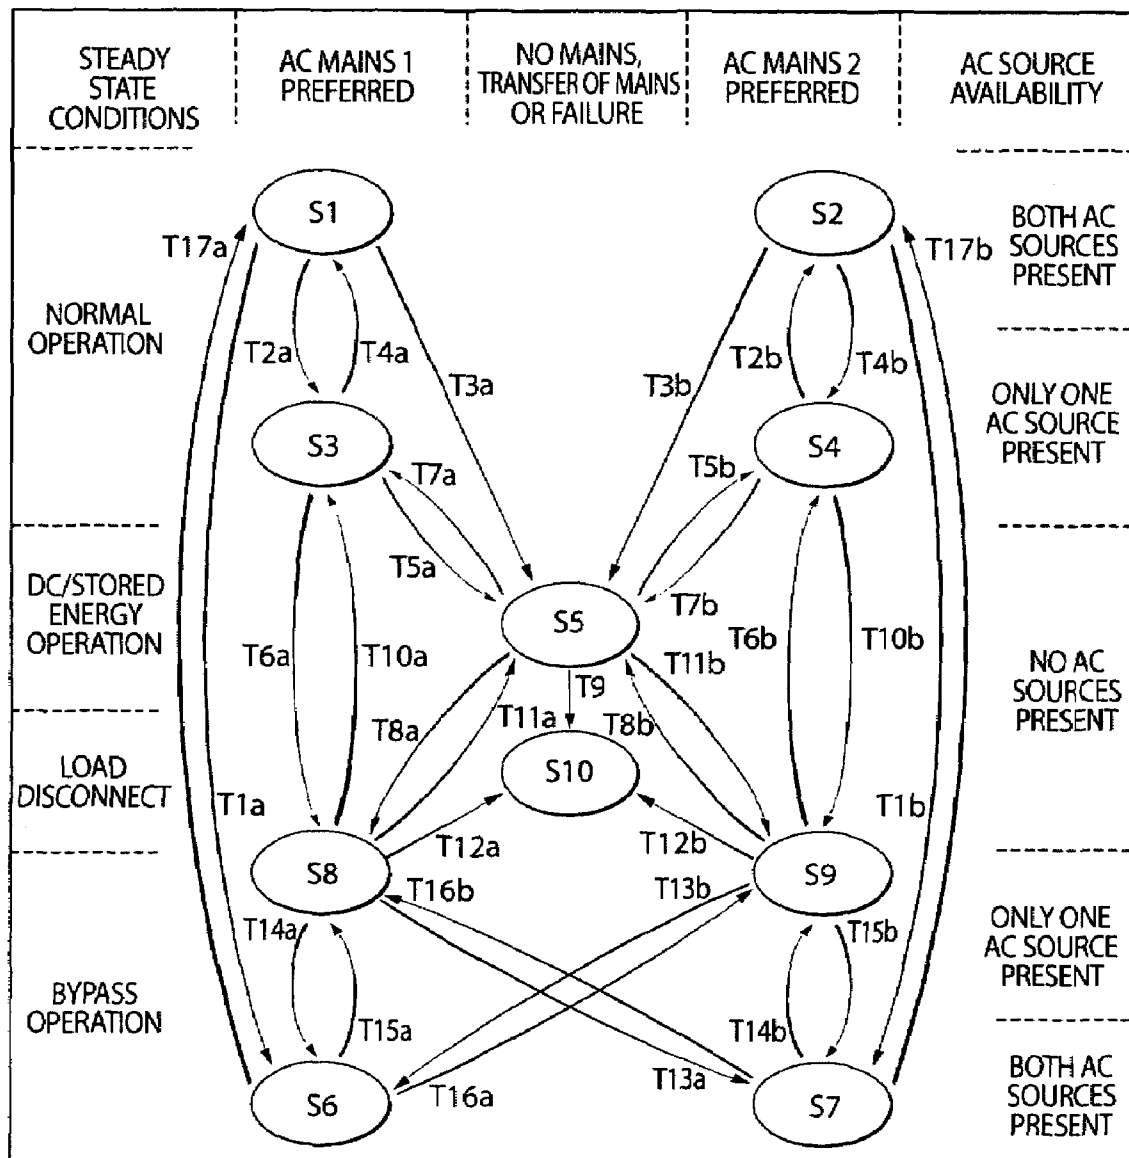 STEADY
STATE
CONDITIONS
AC MAINS 1
PREFERRED
NO MAINS,
TRANSFER OF MAINS
OR FAILURE
AC MAINS 2
PREFERRED
AC SOURCE
AVAILABILITY
S1
S2
T17a
T17b
BOTH AC
SOURCES
PRESENT
NORMAL
OPERATION
T2a
T4a
T3a
T3b
T2b
T4b
ONLY ONE
AC SOURCE
PRESENT
S3
S4
T7a
T5b
T5a
T7b
DC/STORED
ENERGY
OPERATION
S5
T6a
T10a
T9
T11b
T6b
T10b
NO AC
SOURCES
PRESENT
T8a
T11a
T8b
S10
LOAD
DISCONNECT
T1a
T1b
T12a
T12b
S8
S9
T16b
T13b
T14a
T15b
ONLY ONE
AC SOURCE
PRESENT
BYPASS
OPERATION
T15a
T14b
T16a
T13a
S6
S7
BOTH AC
SOURCES
PRESENT